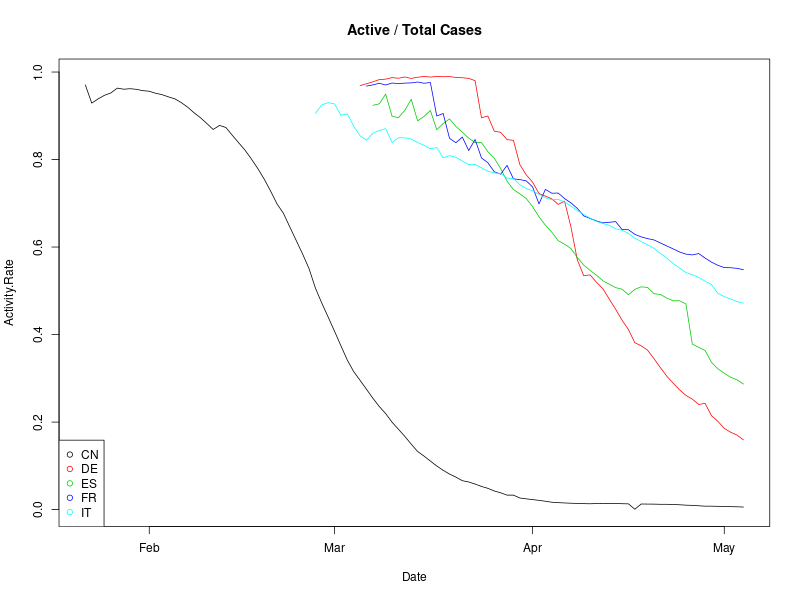 Active / Total Cases
Activity.Rate
1.0
0.8
0.6
0.4
0.2
0.0
CN
DE
ES
FR
IT
Feb Mar Apr May
Date